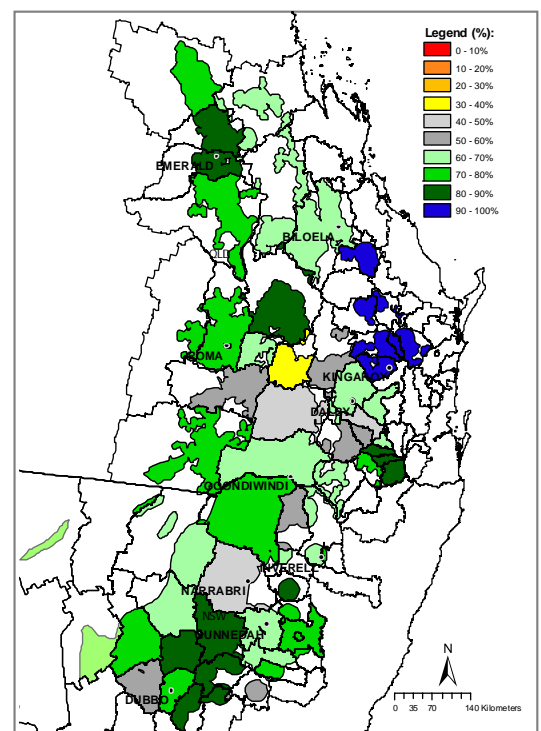 Legend (%):
0 - 10%
10 - 20%
20 - 30%
30 - 40%
40 - 50%
50 - 60%
60 - 70%
70 - 80%
80 - 90%
90 - 100%
EMERALD
BILOELA
QLD
ROMA
KINGAROY
DALBY
GOONDIWINDI
INVERELL
NARRABRI
NSW
GUNNEDAH
DUBBO
N
0 35 70 140 Kilometers